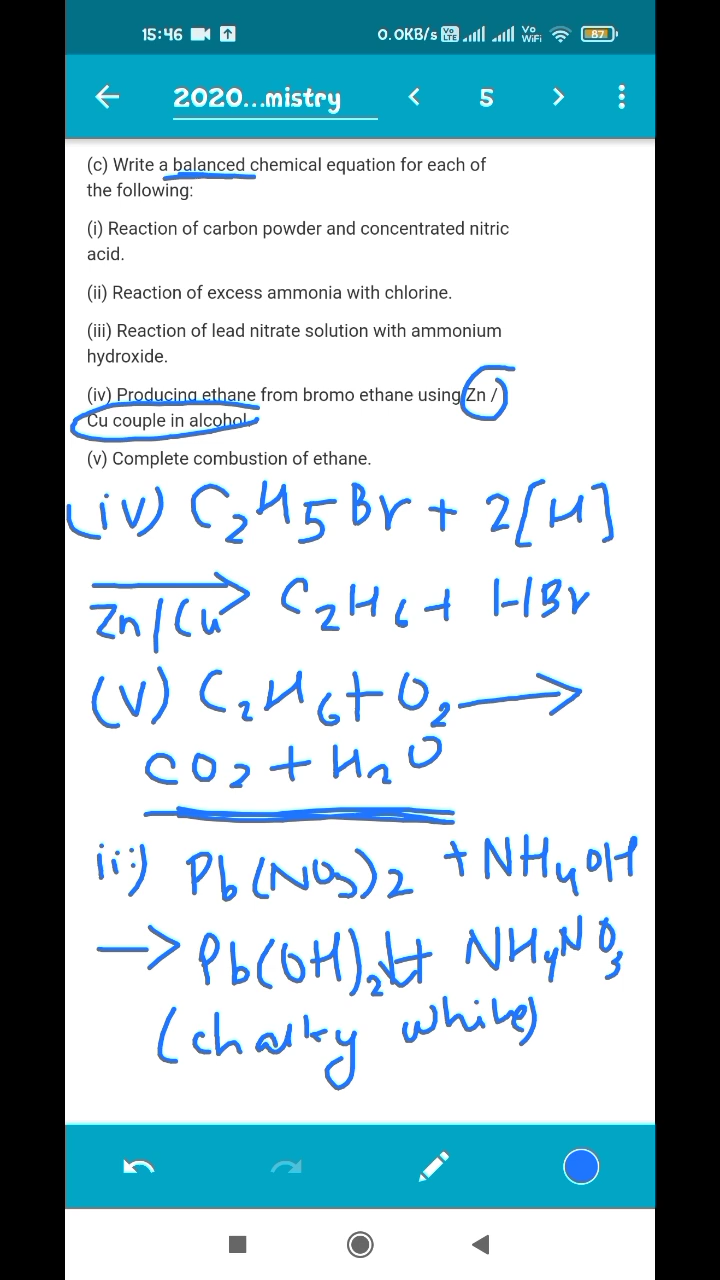 15:46 0.0KB/s Vo LTE Vo WiFi 87
2020...mistry 5
(c) Write a balanced chemical equation for each of
the following:
(i) Reaction of carbon powder and concentrated nitric
acid.
(ii) Reaction of excess ammonia with chlorine.
(iii) Reaction of lead nitrate solution with ammonium
hydroxide.
(iv) Producing ethane from bromo ethane using Zn /
Cu couple in alcohol.
(v) Complete combustion of ethane.
(iv) C₂H₅Br + 2[H]
Zn/Cu → C₂H₆ + HBr
(v) C₂H₆ + O₂ →
CO₂ + H₂O
iii) Pb(NO₃)₂ + NH₄OH
→ Pb(OH)₂↓ + NH₄NO₃
(chalky white)